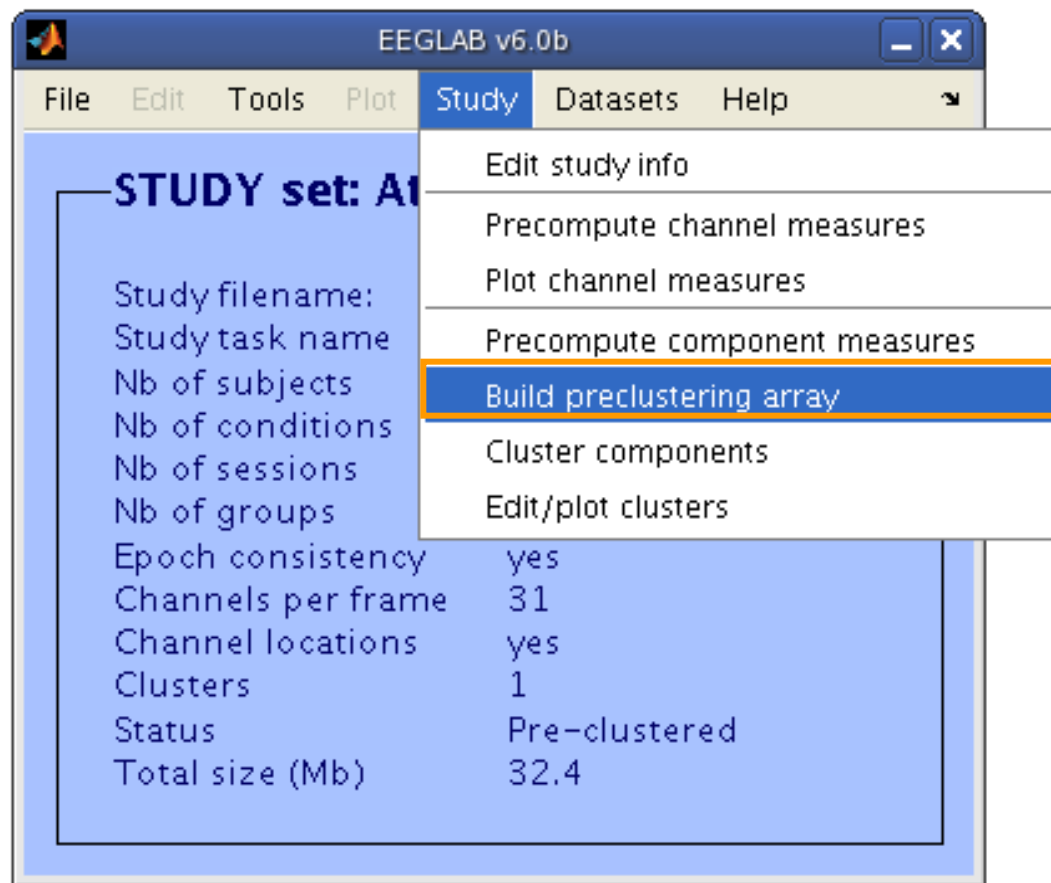 EEGLAB v6.0b
File Edit Tools Plot Study Datasets Help
Edit study info
STUDY set: At
Precompute channel measures
Plot channel measures
Study filename:
Study task name
Precompute component measures
Nb of subjects
Build preclustering array
Nb of conditions
Cluster components
Nb of sessions
Nb of groups
Edit/plot clusters
Epoch consistency yes
Channels per frame 31
Channel locations yes
Clusters 1
Status Pre-clustered
Total size (Mb) 32.4